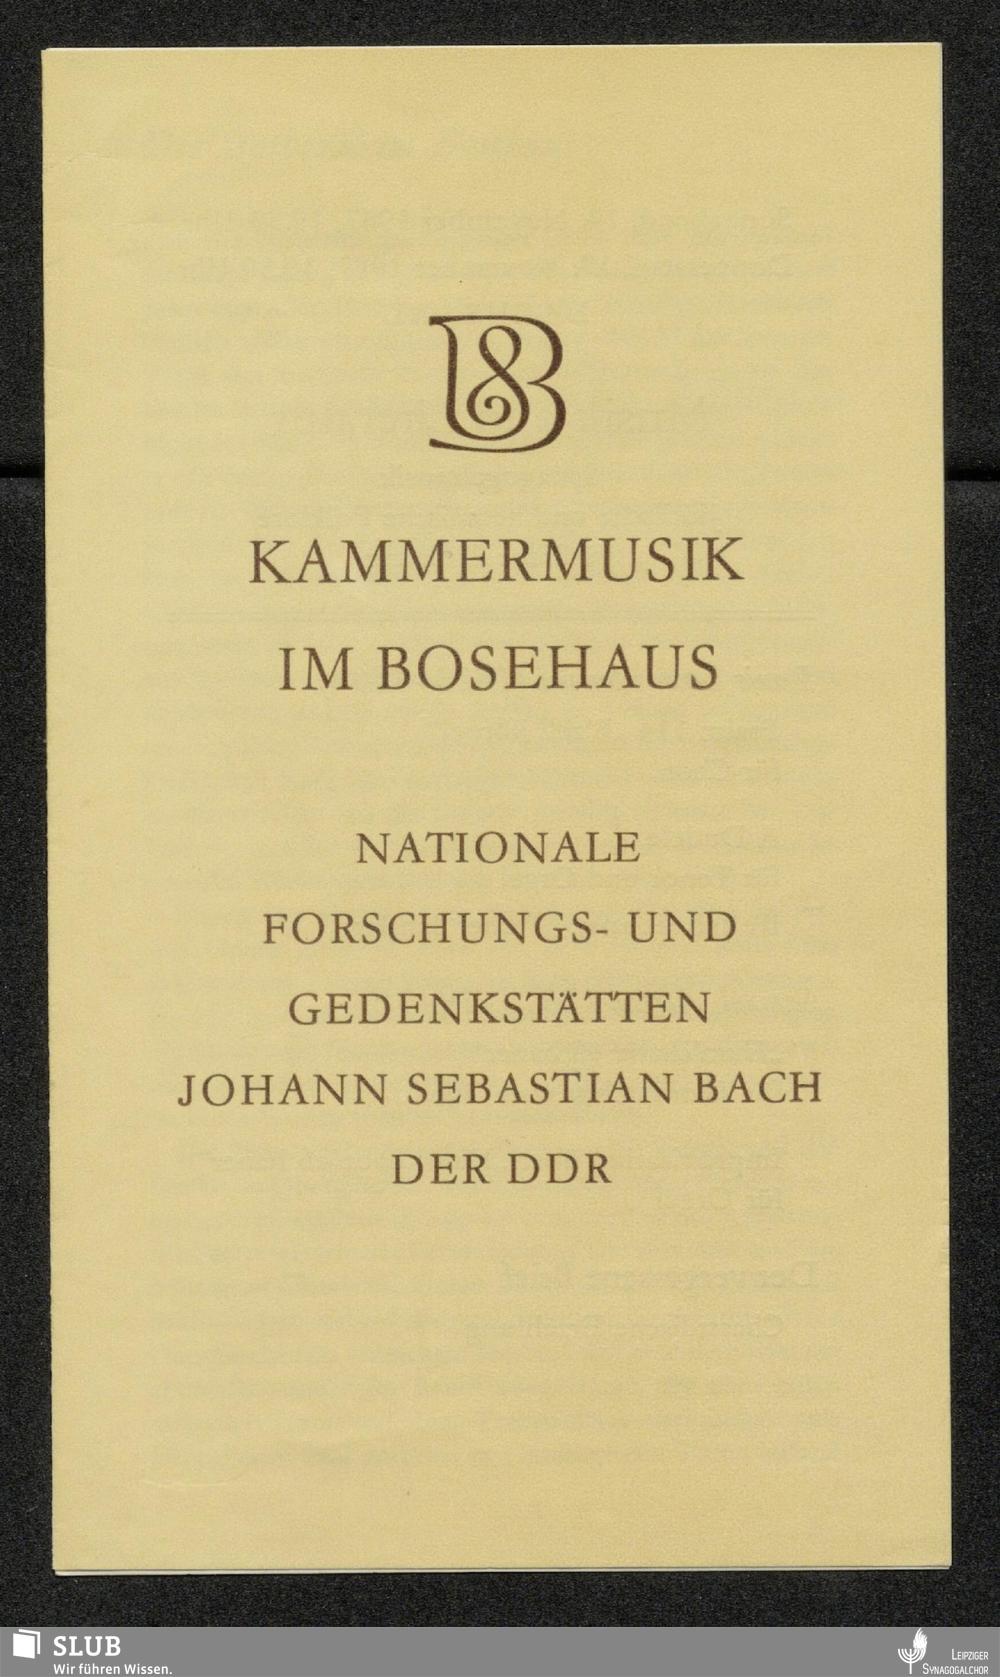 KAMMERMUSIK
IM BOSEHAUS
NATIONALE
FORSCHUNGS- UND
GEDENKSTÄTTEN
JOHANN SEBASTIAN BACH
DER DDR
SLUB
Wir führen Wissen.
LEIPZIGER
SYNAGOGALCHOR